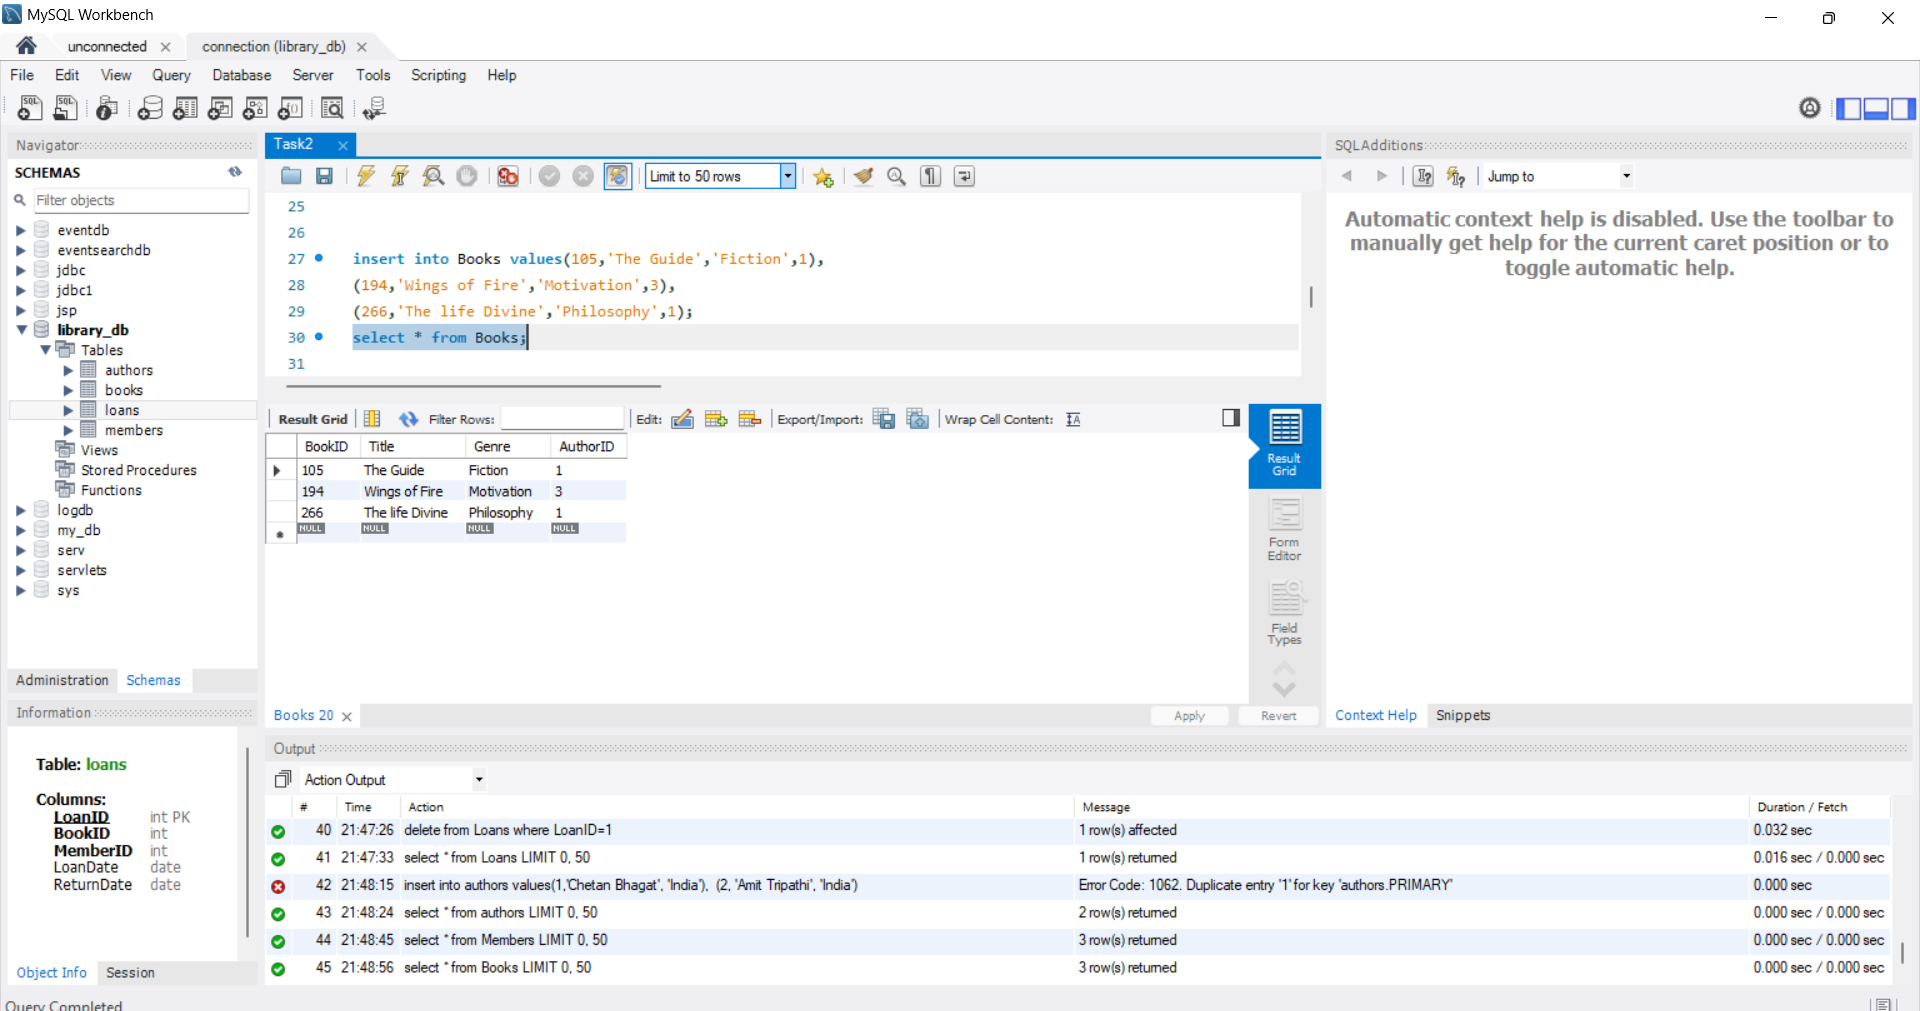 MySQL Workbench
unconnected
connection (library_db)
File Edit View Query Database Server Tools Scripting Help
Navigator
SCHEMAS
Filter objects
eventdb
eventsearchdb
jdbc
jdbc1
jsp
library_db
Tables
authors
books
loans
members
Views
Stored Procedures
Functions
logdb
my_db
serv
servlets
sys
Administration Schemas
Information
Table: loans
Columns:
LoanID int PK
BookID int
MemberID int
LoanDate date
ReturnDate date
Object Info Session
Query Completed
Task2
Limit to 50 rows
25
26
27 insert into Books values(105,'The Guide','Fiction',1),
28 (194,'Wings of Fire','Motivation',3),
29 (266,'The life Divine','Philosophy',1);
30 select * from Books;
31
Result Grid Filter Rows: Edit: Export/Import: Wrap Cell Content:
BookID Title Genre AuthorID
105 The Guide Fiction 1
194 Wings of Fire Motivation 3
266 The life Divine Philosophy 1
NULL NULL NULL NULL
Result Grid
Form Editor
Field Types
Books 20
Apply Revert
SQLAdditions
Jump to
Automatic context help is disabled. Use the toolbar to
manually get help for the current caret position or to
toggle automatic help.
Context Help Snippets
Output
Action Output
# Time Action Message Duration / Fetch
40 21:47:26 delete from Loans where LoanID=1 1 row(s) affected 0.032 sec
41 21:47:33 select * from Loans LIMIT 0, 50 1 row(s) returned 0.016 sec / 0.000 sec
42 21:48:15 insert into authors values(1,'Chetan Bhagat', 'India'), (2, 'Amit Tripathi', 'India') Error Code: 1062. Duplicate entry '1' for key 'authors.PRIMARY' 0.000 sec
43 21:48:24 select * from authors LIMIT 0, 50 2 row(s) returned 0.000 sec / 0.000 sec
44 21:48:45 select * from Members LIMIT 0, 50 3 row(s) returned 0.000 sec / 0.000 sec
45 21:48:56 select * from Books LIMIT 0, 50 3 row(s) returned 0.000 sec / 0.000 sec